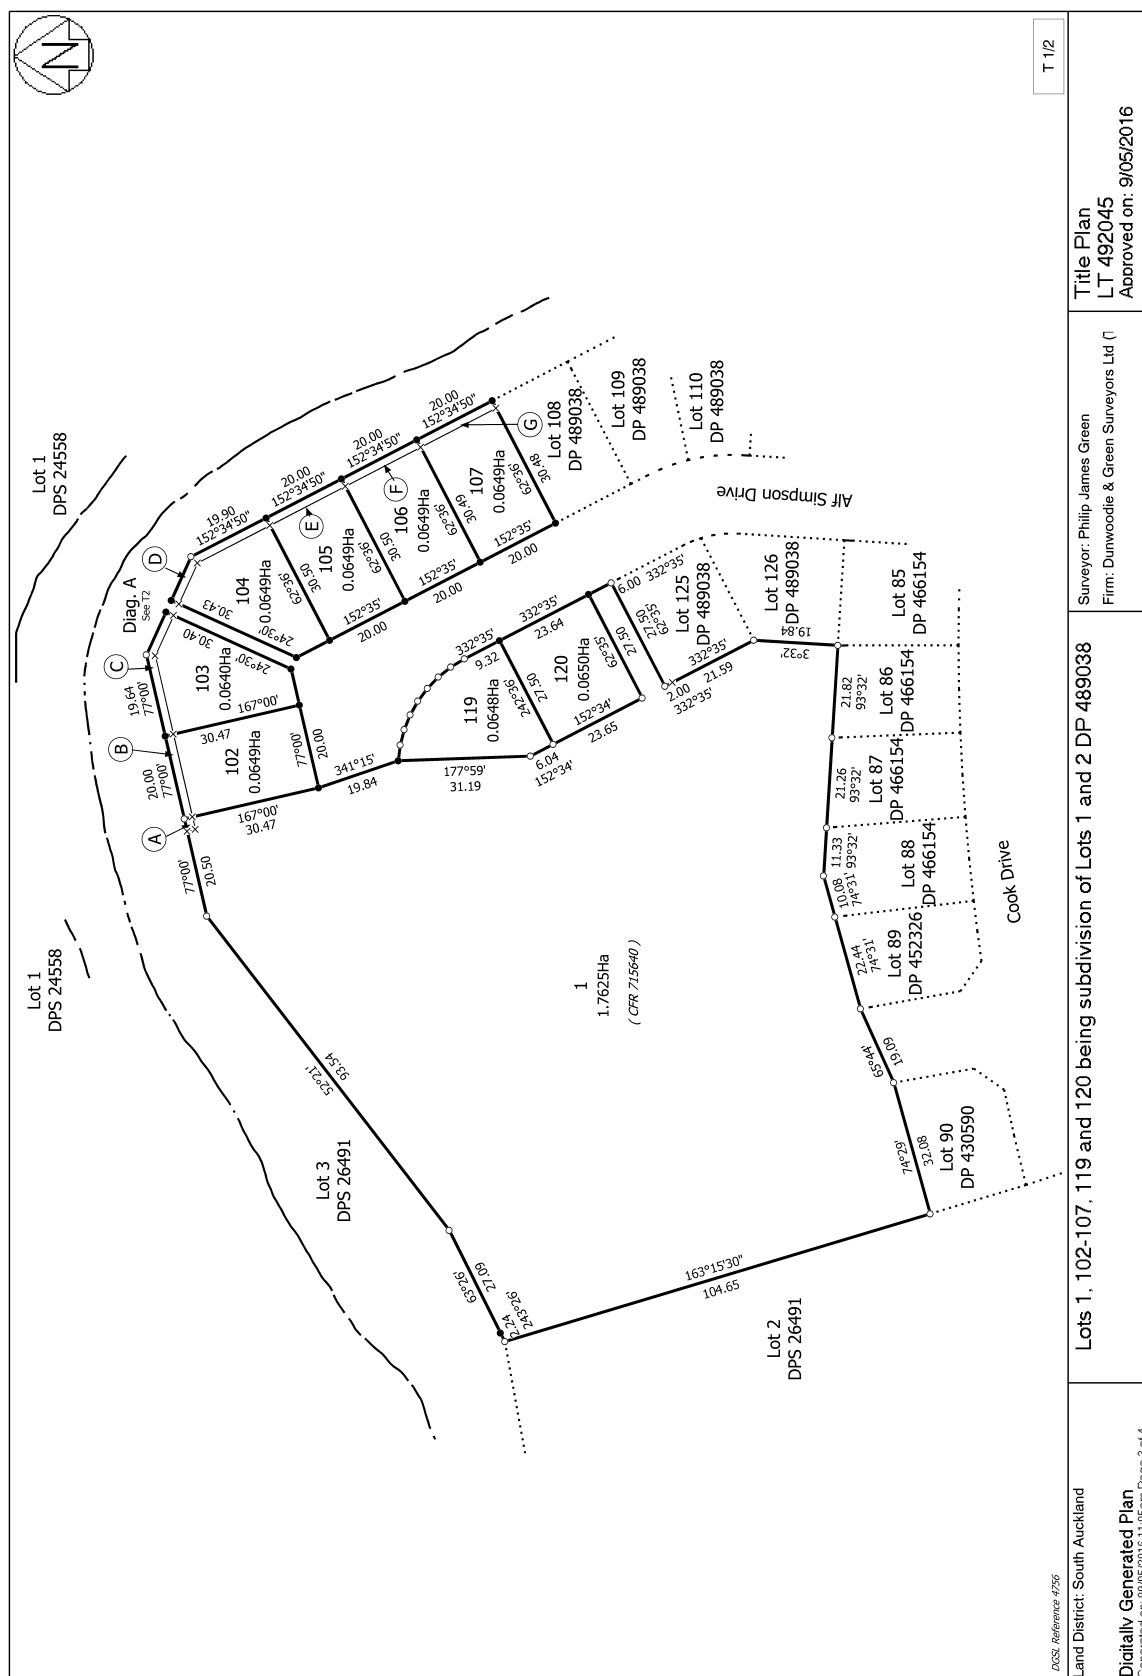 N
T 1/2
Lot 1
DPS 24558
Lot 1
DPS 24558
Diag. A
See T2
A
B
C
D
E
F
G
77°00'
20.50
20.00
77°00'
19.64
77°00'
19.90
152°34'50"
20.00
152°34'50"
20.00
152°34'50"
20.00
152°34'50"
102
0.0649Ha
103
0.0640Ha
104
0.0649Ha
105
0.0649Ha
106
0.0649Ha
107
0.0649Ha
167°00'
30.47
30.47
167°00'
24°30'
30.40
30.43
24°30'
62°36'
30.50
62°36'
30.50
62°36'
30.49
62°36'
30.48
77°00'
20.00
152°35'
20.00
152°35'
20.00
152°35'
20.00
341°15'
19.84
177°59'
31.19
332°35'
9.32
332°35'
23.64
119
0.0648Ha
242°36'
27.50
120
0.0650Ha
62°35'
27.50
6.04
152°34'
152°34'
23.65
6.00
332°35'
27.50
62°35'
2.00
332°35'
332°35'
21.59
19.84
3°32'
Lot 108
DP 489038
Lot 109
DP 489038
Lot 110
DP 489038
Alf Simpson Drive
Lot 125
DP 489038
Lot 126
DP 489038
Lot 85
DP 466154
Lot 86
DP 466154
Lot 87
DP 466154
Lot 88
DP 466154
Lot 89
DP 452326
Lot 90
DP 430590
Cook Drive
21.82
93°32'
21.26
93°32'
11.33
93°32'
10.08
74°31'
22.44
74°31'
65°44'
19.09
74°29'
32.08
1
1.7625Ha
( CFR 715640 )
52°21'
93.54
63°26'
27.09
2.24
243°26'
163°15'30"
104.65
Lot 3
DPS 26491
Lot 2
DPS 26491
DGSL Reference 4756
Land District: South Auckland
Digitally Generated Plan
Lots 1, 102-107, 119 and 120 being subdivision of Lots 1 and 2 DP 489038
Surveyor: Philip James Green
Firm: Dunwoodie & Green Surveyors Ltd (
Title Plan
LT 492045
Approved on: 9/05/2016